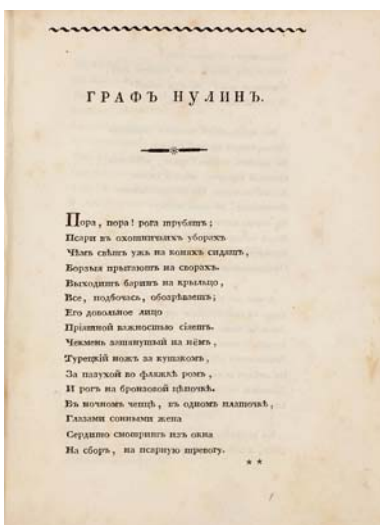 ГРАФЪ НУЛИНЪ.
Пора, пора! рога трубятъ;
Псари въ охотничьихъ уборахъ
Чѣмъ свѣтъ ужь на коняхъ сидятъ,
Борзыя прыгаютъ на сворахъ.
Выходитъ баринъ на крыльцо,
Все, подбочась, обозрѣваетъ;
Его довольное лицо
Пріятной важностью сіяетъ.
Чекмень затянутый на нёмъ,
Турецкій ножъ за кушакомъ,
За пазухой во фляжкѣ ромъ,
И рогъ на бронзовой цѣпочкѣ.
Въ ночномъ чепцѣ, въ одномъ платочкѣ,
Глазами сонными жена
Сердито смотритъ изъ окна
На сборъ, на псарную тревогу.
* *